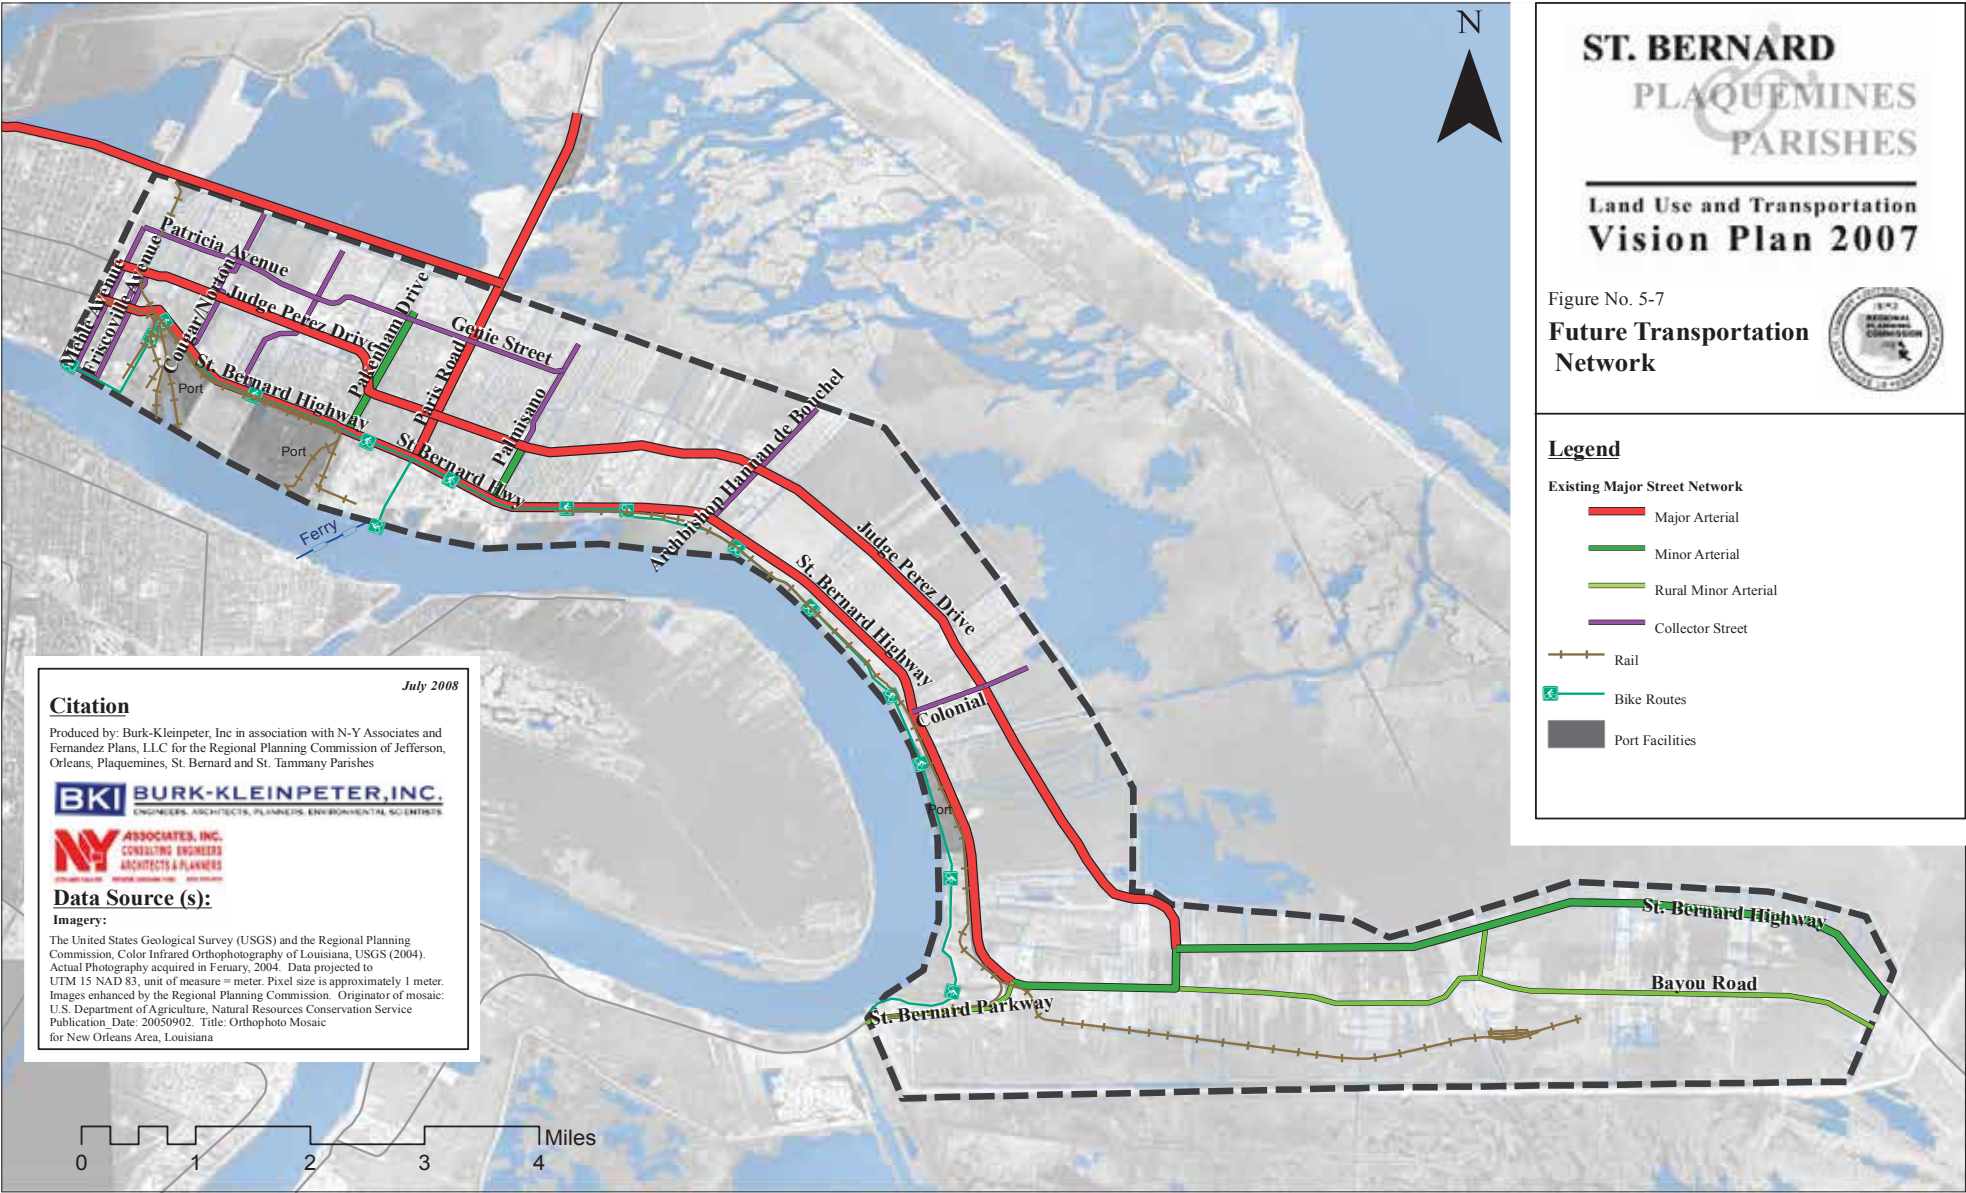 N
ST. BERNARD
&
PLAQUEMINES
PARISHES
Land Use and Transportation
Vision Plan 2007
Figure No. 5-7
Future Transportation
Network
REGIONAL
PLANNING
COMMISSION
Legend
Existing Major Street Network
Major Arterial
Minor Arterial
Rural Minor Arterial
Collector Street
Rail
Bike Routes
Port Facilities
Patricia Avenue
Mehle Avenue
Friscoville Avenue
Cougar/Norton
Judge Perez Drive
Pakenham Drive
Genie Street
Paris Road
Palmisano
St. Bernard Highway
St. Bernard Hwy
Port
Port
Ferry
Archbishop Hannan de Bouchel
Judge Perez Drive
St. Bernard Highway
Colonial
Port
St. Bernard Highway
Bayou Road
St. Bernard Parkway
July 2008
Citation
Produced by: Burk-Kleinpeter, Inc in association with N-Y Associates and
Fernandez Plans, LLC for the Regional Planning Commission of Jefferson,
Orleans, Plaquemines, St. Bernard and St. Tammany Parishes
BKI BURK-KLEINPETER, INC.
ENGINEERS, ARCHITECTS, PLANNERS, ENVIRONMENTAL SCIENTISTS
N-Y ASSOCIATES, INC.
CONSULTING ENGINEERS
ARCHITECTS & PLANNERS
Data Source (s):
Imagery:
The United States Geological Survey (USGS) and the Regional Planning
Commission, Color Infrared Orthophotography of Louisiana, USGS (2004).
Actual Photography acquired in Feruary, 2004. Data projected to
UTM 15 NAD 83, unit of measure = meter. Pixel size is approximately 1 meter.
Images enhanced by the Regional Planning Commission. Originator of mosaic:
U.S. Department of Agriculture, Natural Resources Conservation Service
Publication_Date: 20050902. Title: Orthophoto Mosaic
for New Orleans Area, Louisiana
Miles
0 1 2 3 4